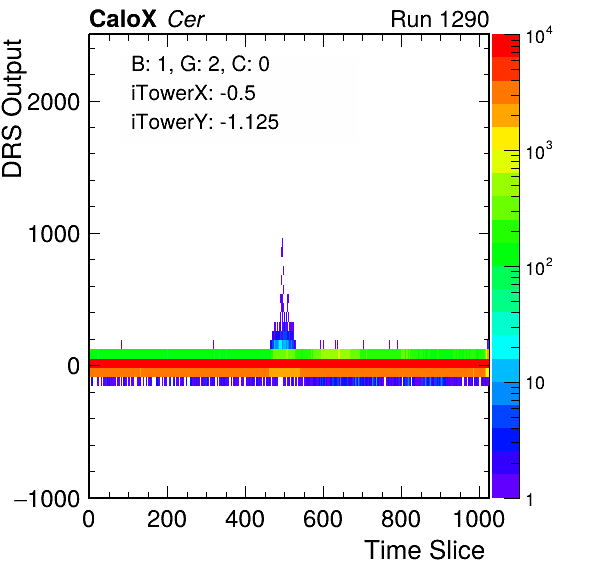 CaloX Cer Run 1290
B: 1, G: 2, C: 0
iTowerX: -0.5
iTowerY: -1.125
DRS Output
2000
1000
0
−1000
0 200 400 600 800 1000
Time Slice
10⁴
10³
10²
10
1